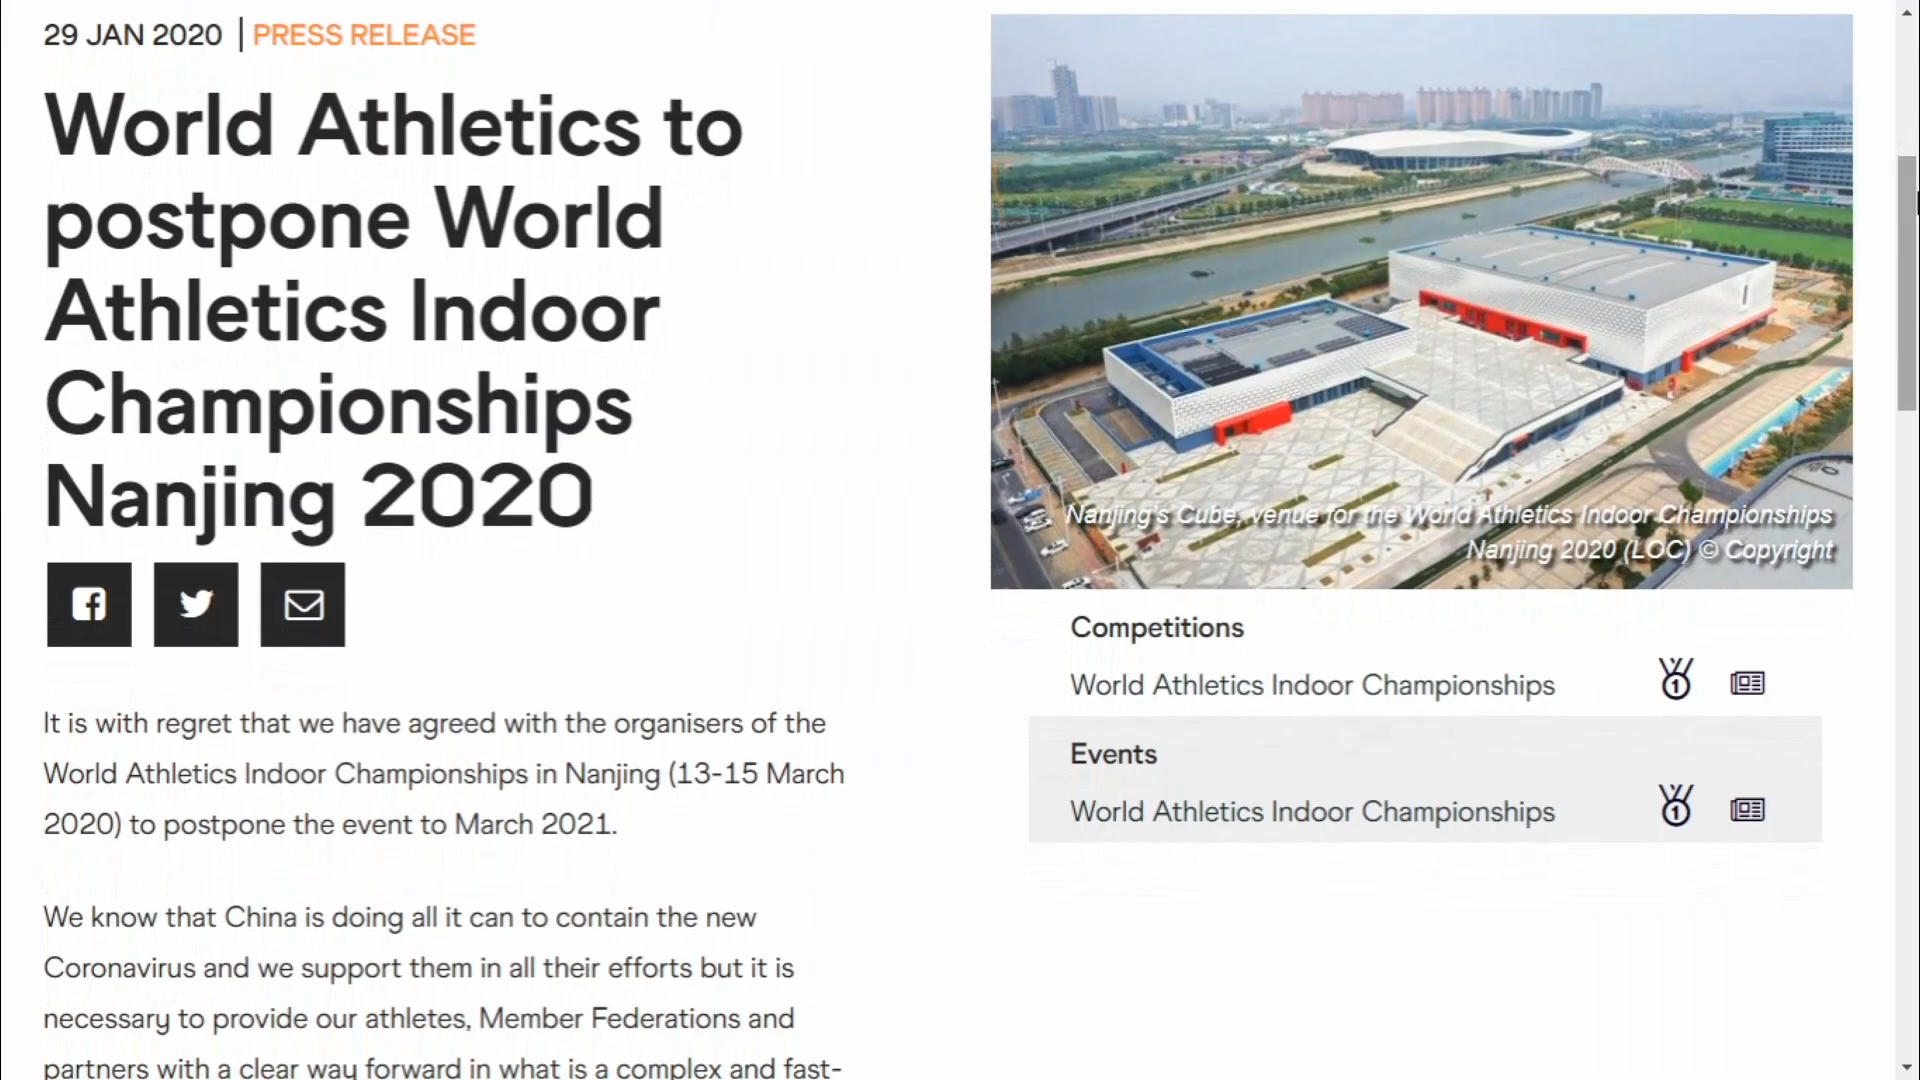 29 JAN 2020 | PRESS RELEASE
World Athletics to
postpone World
Athletics Indoor
Championships
Nanjing 2020
It is with regret that we have agreed with the organisers of the
World Athletics Indoor Championships in Nanjing (13-15 March
2020) to postpone the event to March 2021.
We know that China is doing all it can to contain the new
Coronavirus and we support them in all their efforts but it is
necessary to provide our athletes, Member Federations and
partners with a clear way forward in what is a complex and fast-
Nanjing's Cube, venue for the World Athletics Indoor Championships
Nanjing 2020 (LOC) © Copyright
Competitions
World Athletics Indoor Championships
Events
World Athletics Indoor Championships